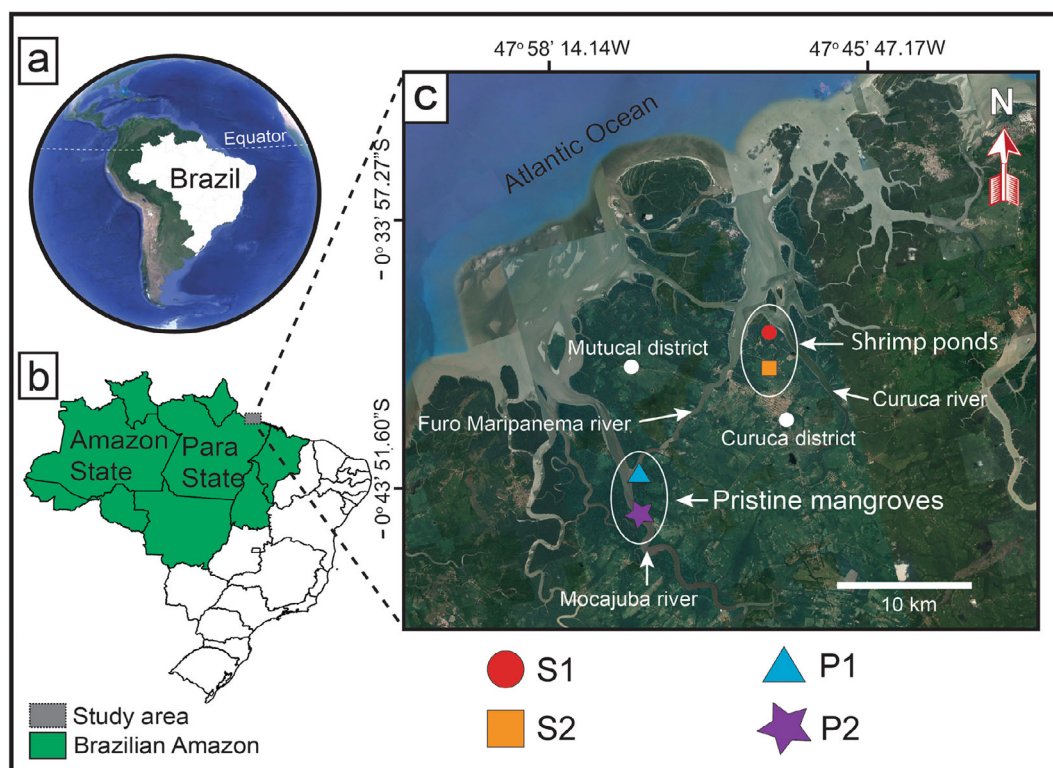 a
Equator
Brazil
b
Amazon
State
Para
State
Study area
Brazilian Amazon
47° 58’ 14.14W
47° 45’ 47.17W
c
N
Atlantic Ocean
- 0° 33’ 57.27”S
- 0° 43’ 51.60”S
Mutucal district
Shrimp ponds
Furo Maripanema river
Curuca river
Curuca district
Pristine mangroves
Mocajuba river
10 km
S1
P1
S2
P2